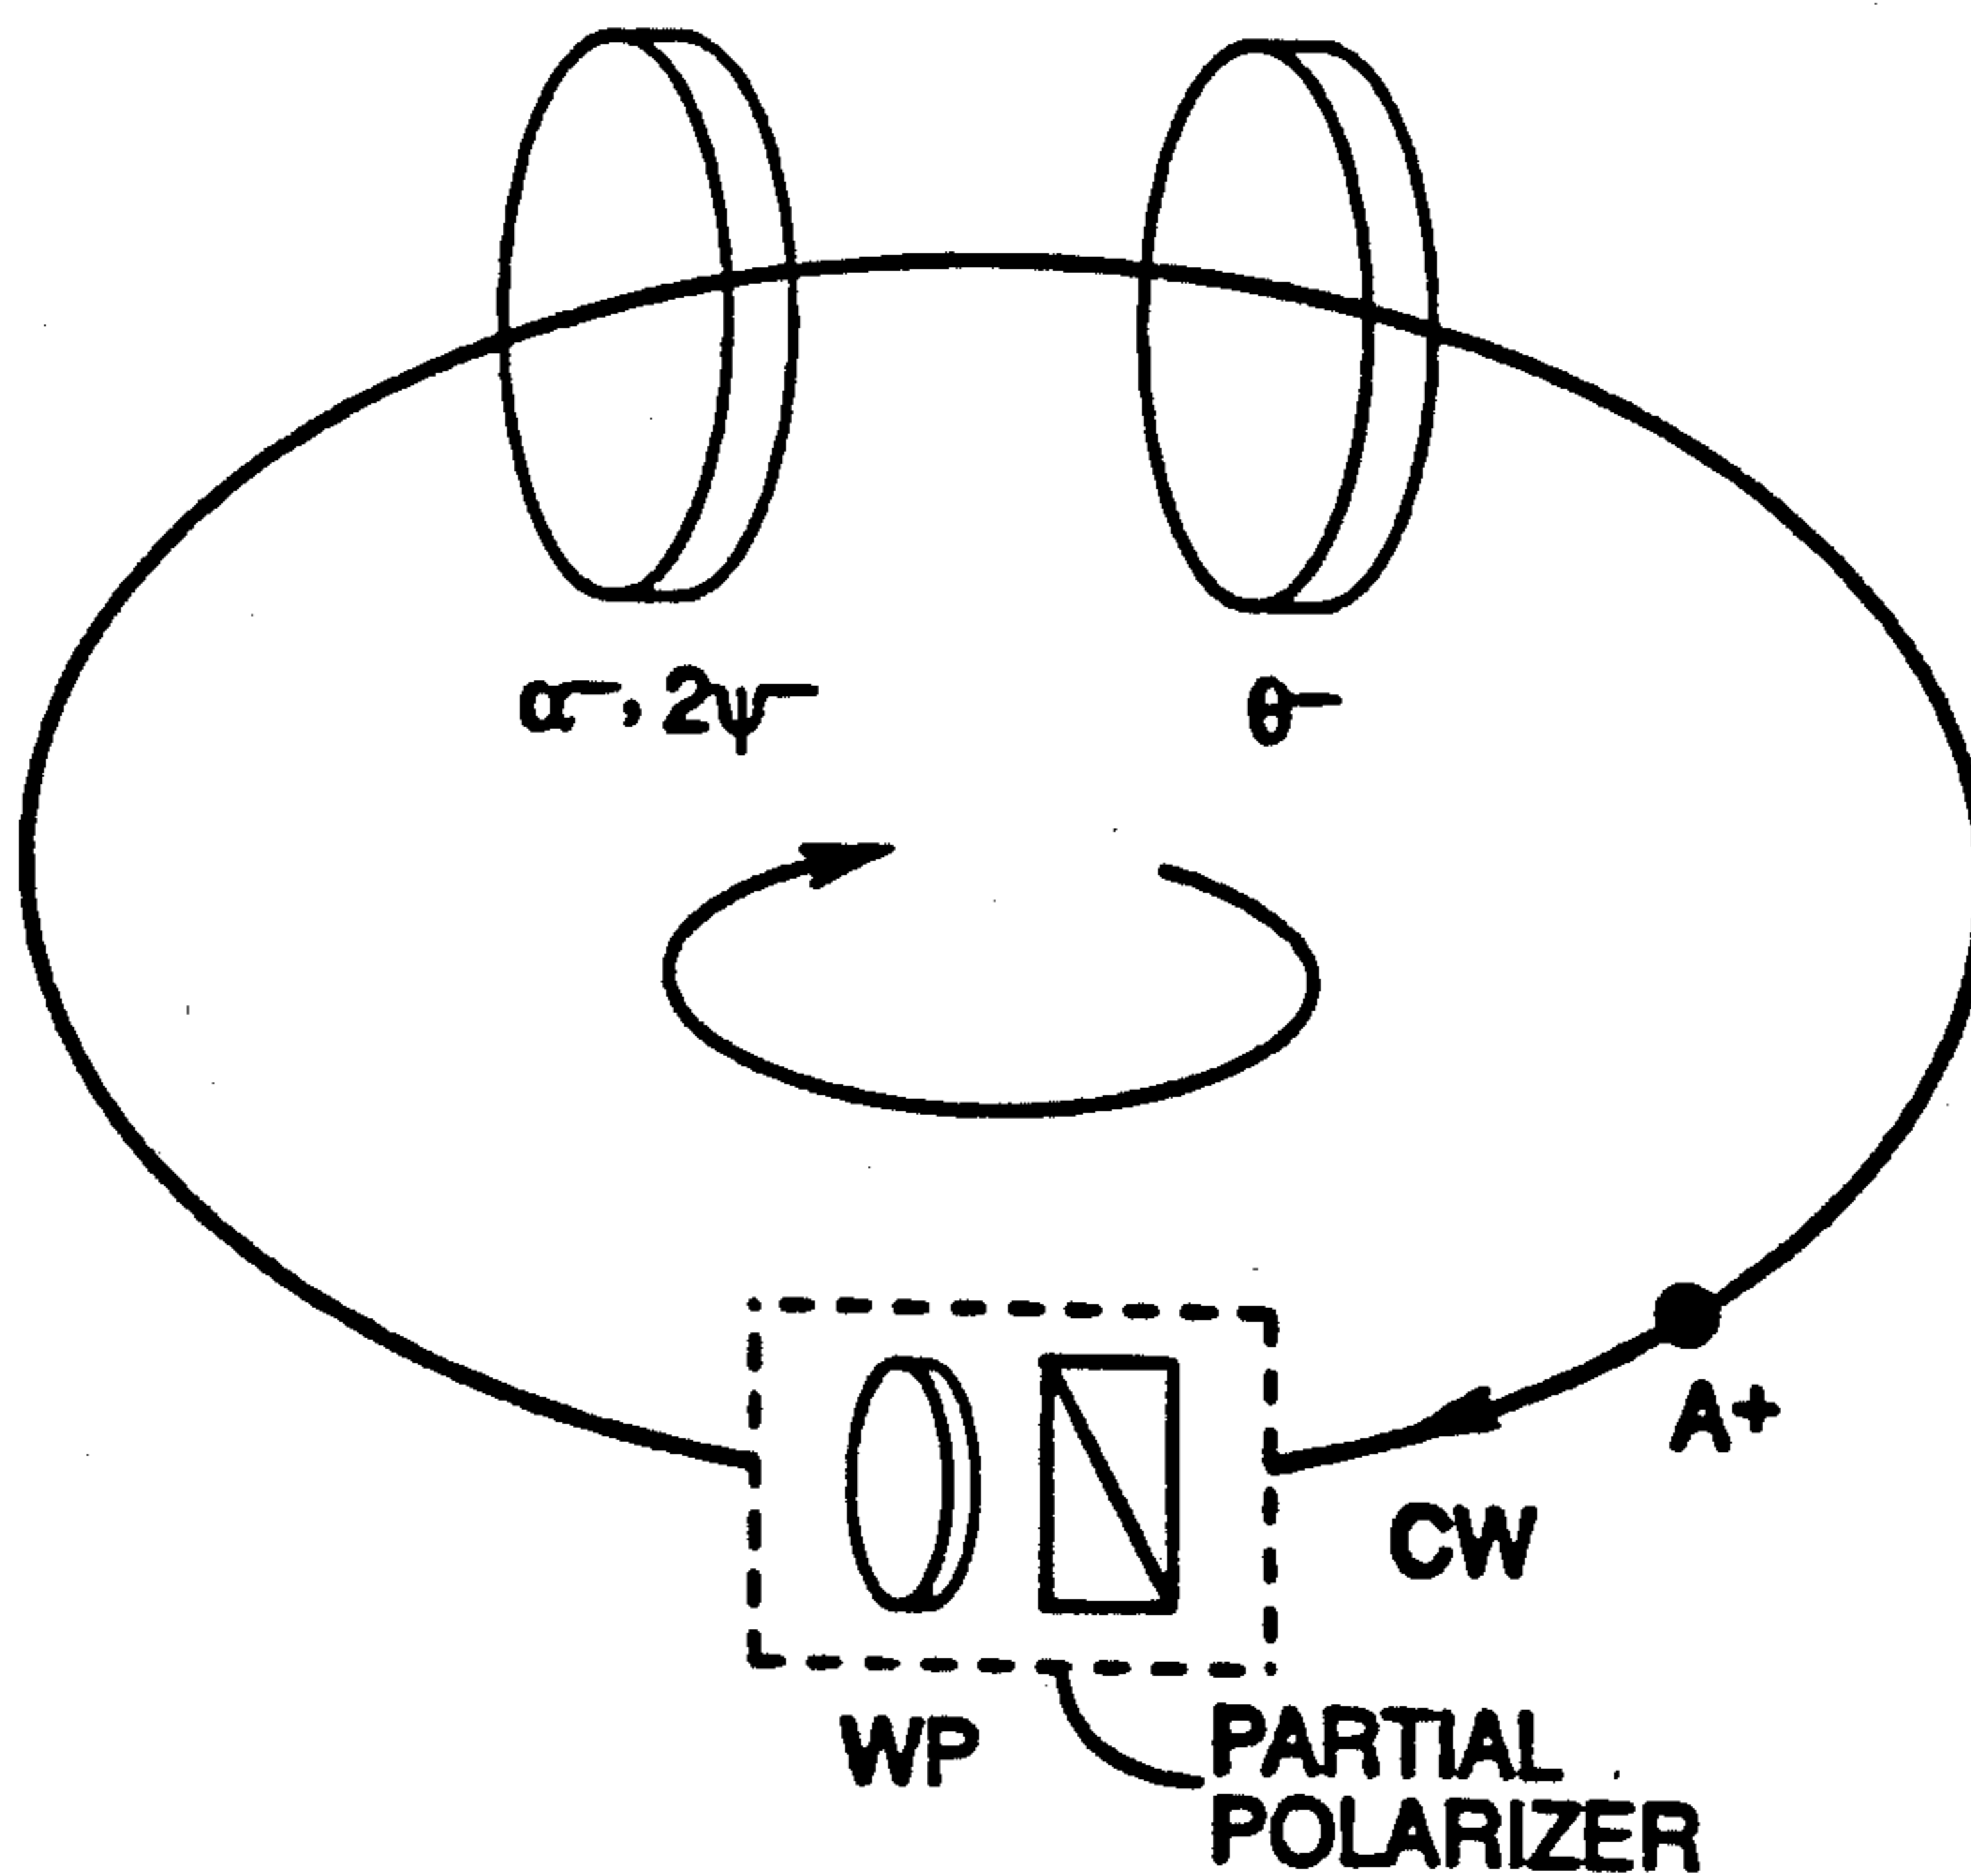 α-, 2ψ-
θ-
A+
CW
WP
PARTIAL
POLARIZER